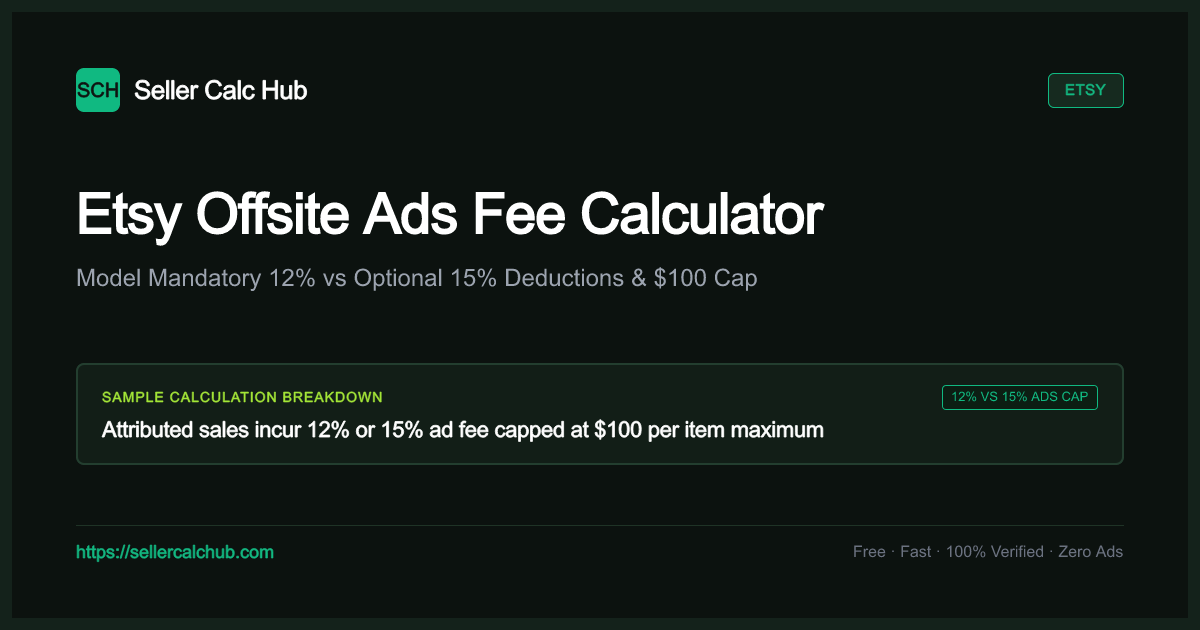 SCH Seller Calc Hub
ETSY
Etsy Offsite Ads Fee Calculator
Model Mandatory 12% vs Optional 15% Deductions & $100 Cap
SAMPLE CALCULATION BREAKDOWN
12% VS 15% ADS CAP
Attributed sales incur 12% or 15% ad fee capped at $100 per item maximum
https://sellercalchub.com
Free · Fast · 100% Verified · Zero Ads